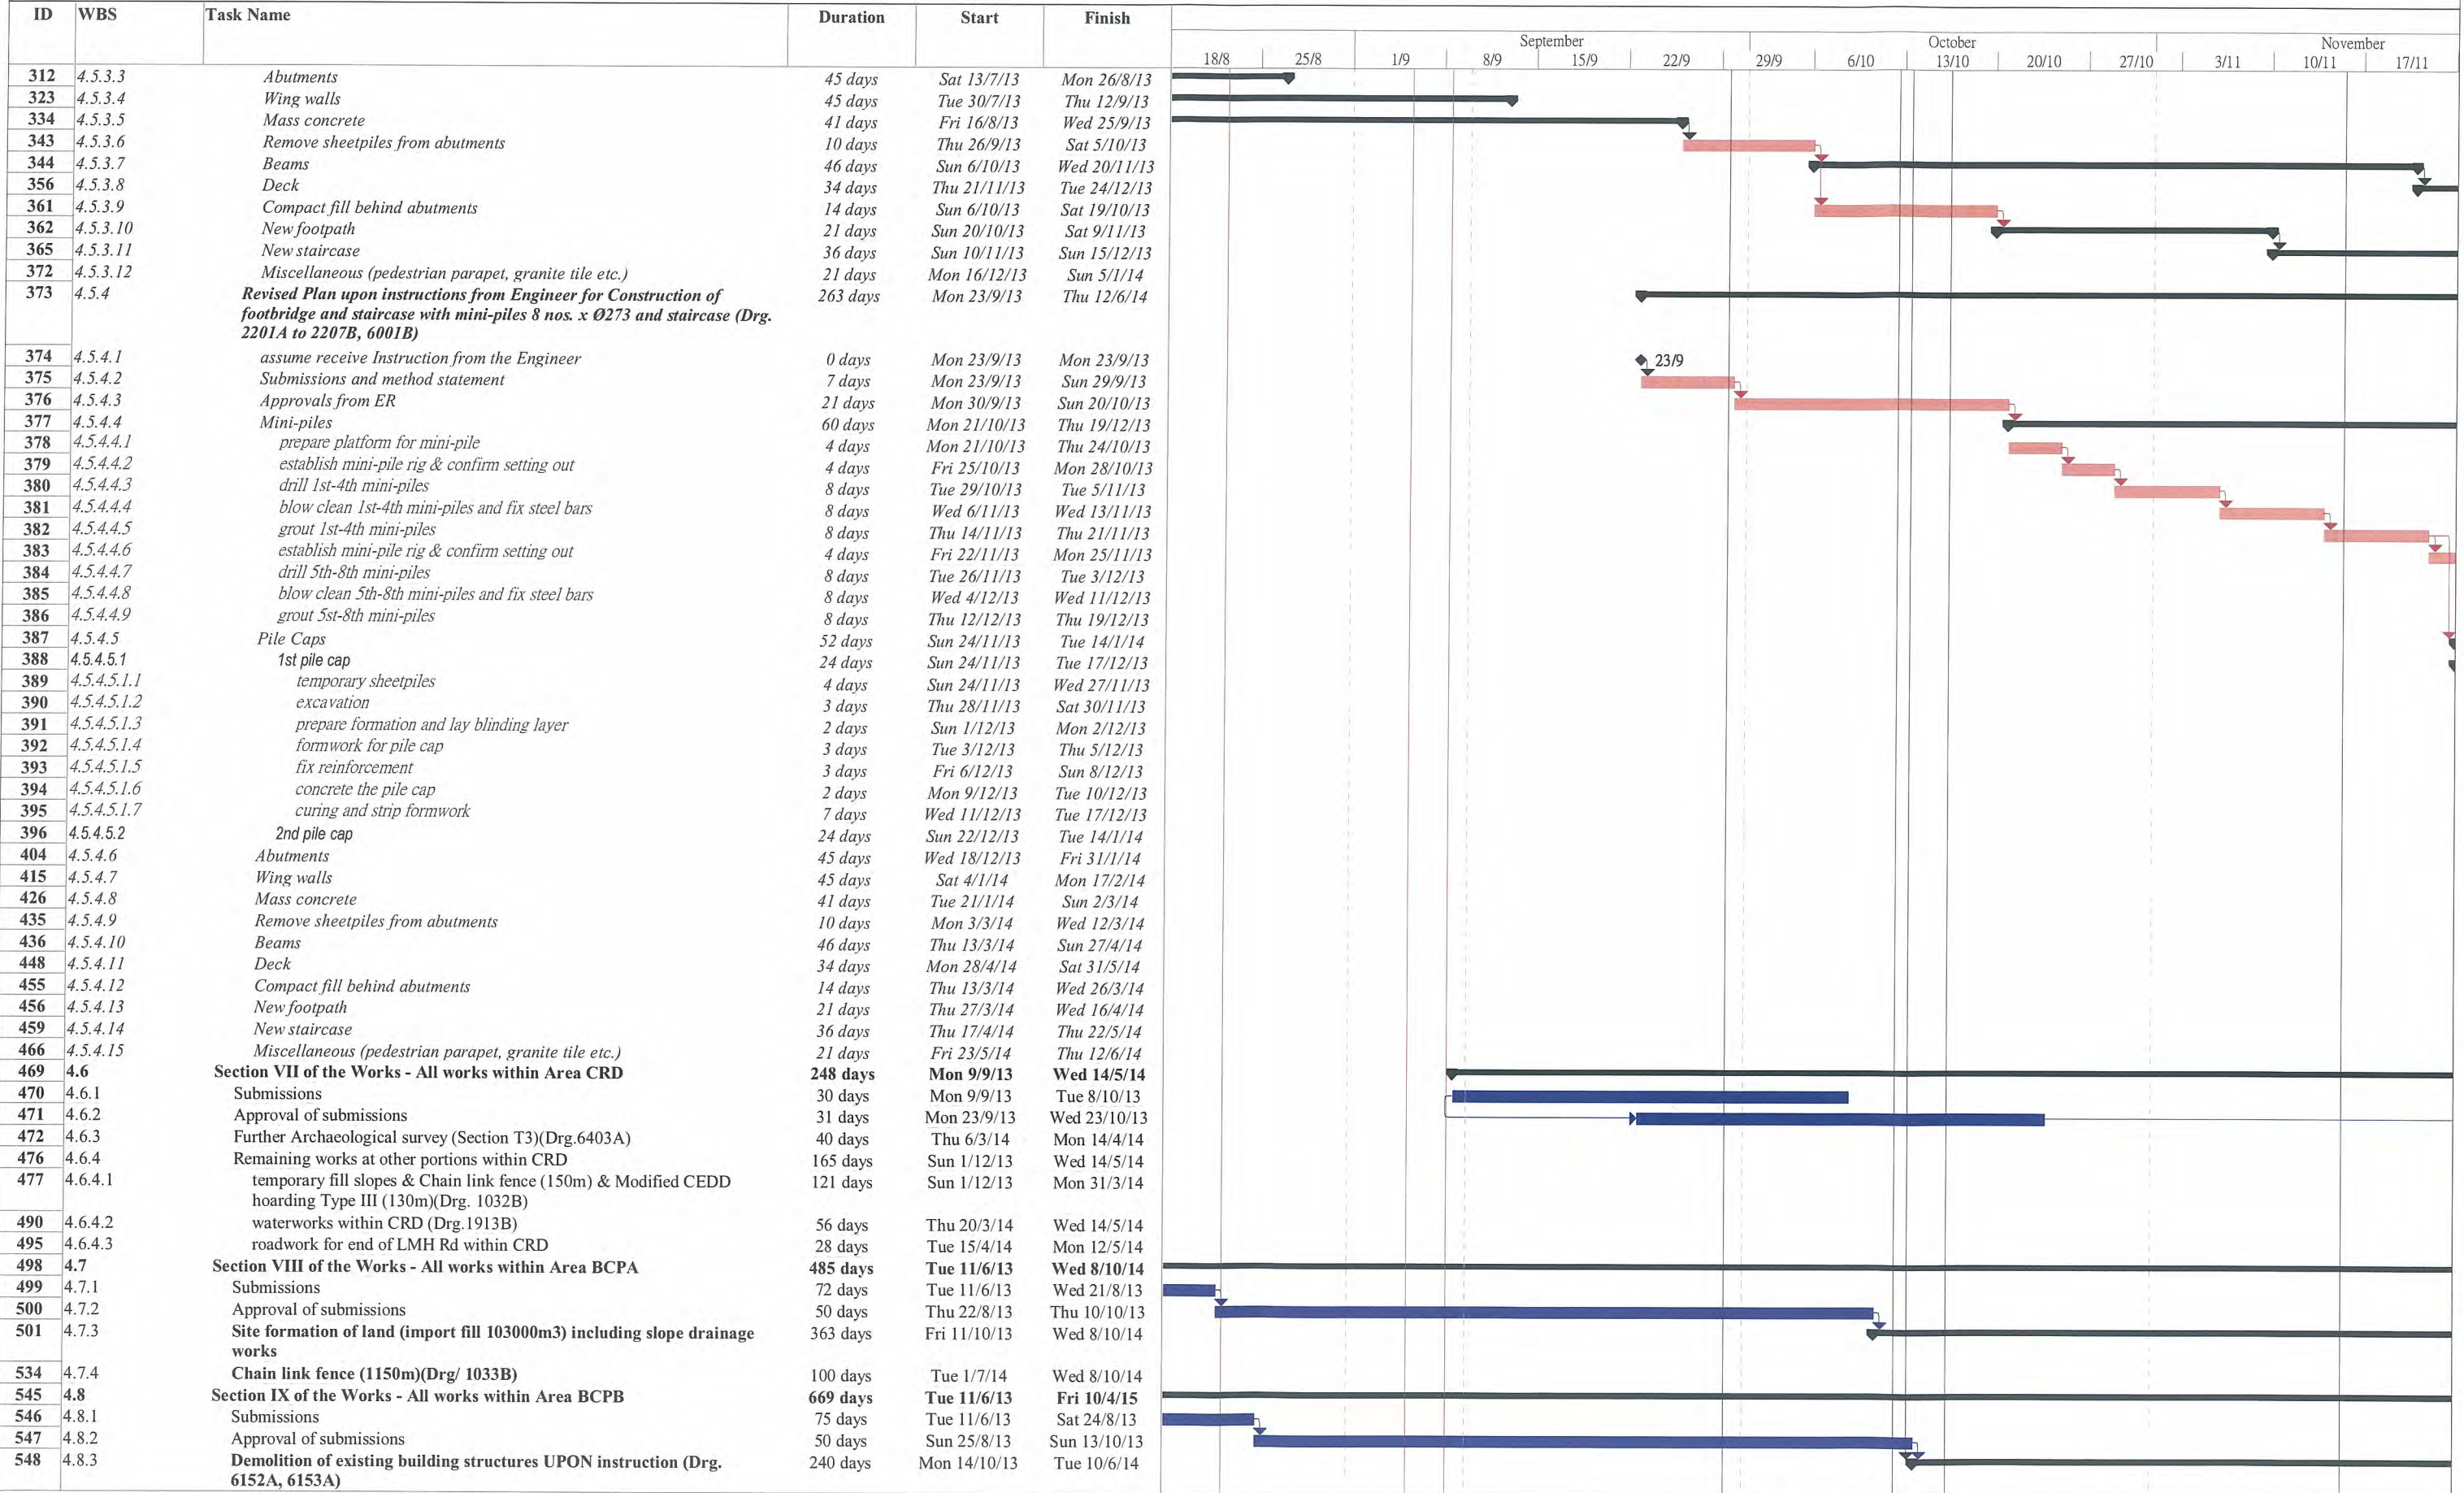 ID WBS Task Name Duration Start Finish
September October November
18/8 25/8 1/9 8/9 15/9 22/9 29/9 6/10 13/10 20/10 27/10 3/11 10/11 17/11
312 4.5.3.3 Abutments 45 days Sat 13/7/13 Mon 26/8/13
323 4.5.3.4 Wing walls 45 days Tue 30/7/13 Thu 12/9/13
334 4.5.3.5 Mass concrete 41 days Fri 16/8/13 Wed 25/9/13
343 4.5.3.6 Remove sheetpiles from abutments 10 days Thu 26/9/13 Sat 5/10/13
344 4.5.3.7 Beams 46 days Sun 6/10/13 Wed 20/11/13
356 4.5.3.8 Deck 34 days Thu 21/11/13 Tue 24/12/13
361 4.5.3.9 Compact fill behind abutments 14 days Sun 6/10/13 Sat 19/10/13
362 4.5.3.10 New footpath 21 days Sun 20/10/13 Sat 9/11/13
365 4.5.3.11 New staircase 36 days Sun 10/11/13 Sun 15/12/13
372 4.5.3.12 Miscellaneous (pedestrian parapet, granite tile etc.) 21 days Mon 16/12/13 Sun 5/1/14
373 4.5.4 Revised Plan upon instructions from Engineer for Construction of 263 days Mon 23/9/13 Thu 12/6/14
footbridge and staircase with mini-piles 8 nos. x Ø273 and staircase (Drg.
2201A to 2207B, 6001B)
374 4.5.4.1 assume receive Instruction from the Engineer 0 days Mon 23/9/13 Mon 23/9/13 23/9
375 4.5.4.2 Submissions and method statement 7 days Mon 23/9/13 Sun 29/9/13
376 4.5.4.3 Approvals from ER 21 days Mon 30/9/13 Sun 20/10/13
377 4.5.4.4 Mini-piles 60 days Mon 21/10/13 Thu 19/12/13
378 4.5.4.4.1 prepare platform for mini-pile 4 days Mon 21/10/13 Thu 24/10/13
379 4.5.4.4.2 establish mini-pile rig & confirm setting out 4 days Fri 25/10/13 Mon 28/10/13
380 4.5.4.4.3 drill 1st-4th mini-piles 8 days Tue 29/10/13 Tue 5/11/13
381 4.5.4.4.4 blow clean 1st-4th mini-piles and fix steel bars 8 days Wed 6/11/13 Wed 13/11/13
382 4.5.4.4.5 grout 1st-4th mini-piles 8 days Thu 14/11/13 Thu 21/11/13
383 4.5.4.4.6 establish mini-pile rig & confirm setting out 4 days Fri 22/11/13 Mon 25/11/13
384 4.5.4.4.7 drill 5th-8th mini-piles 8 days Tue 26/11/13 Tue 3/12/13
385 4.5.4.4.8 blow clean 5th-8th mini-piles and fix steel bars 8 days Wed 4/12/13 Wed 11/12/13
386 4.5.4.4.9 grout 5st-8th mini-piles 8 days Thu 12/12/13 Thu 19/12/13
387 4.5.4.5 Pile Caps 52 days Sun 24/11/13 Tue 14/1/14
388 4.5.4.5.1 1st pile cap 24 days Sun 24/11/13 Tue 17/12/13
389 4.5.4.5.1.1 temporary sheetpiles 4 days Sun 24/11/13 Wed 27/11/13
390 4.5.4.5.1.2 excavation 3 days Thu 28/11/13 Sat 30/11/13
391 4.5.4.5.1.3 prepare formation and lay blinding layer 2 days Sun 1/12/13 Mon 2/12/13
392 4.5.4.5.1.4 formwork for pile cap 3 days Tue 3/12/13 Thu 5/12/13
393 4.5.4.5.1.5 fix reinforcement 3 days Fri 6/12/13 Sun 8/12/13
394 4.5.4.5.1.6 concrete the pile cap 2 days Mon 9/12/13 Tue 10/12/13
395 4.5.4.5.1.7 curing and strip formwork 7 days Wed 11/12/13 Tue 17/12/13
396 4.5.4.5.2 2nd pile cap 24 days Sun 22/12/13 Tue 14/1/14
404 4.5.4.6 Abutments 45 days Wed 18/12/13 Fri 31/1/14
415 4.5.4.7 Wing walls 45 days Sat 4/1/14 Mon 17/2/14
426 4.5.4.8 Mass concrete 41 days Tue 21/1/14 Sun 2/3/14
435 4.5.4.9 Remove sheetpiles from abutments 10 days Mon 3/3/14 Wed 12/3/14
436 4.5.4.10 Beams 46 days Thu 13/3/14 Sun 27/4/14
448 4.5.4.11 Deck 34 days Mon 28/4/14 Sat 31/5/14
455 4.5.4.12 Compact fill behind abutments 14 days Thu 13/3/14 Wed 26/3/14
456 4.5.4.13 New footpath 21 days Thu 27/3/14 Wed 16/4/14
459 4.5.4.14 New staircase 36 days Thu 17/4/14 Thu 22/5/14
466 4.5.4.15 Miscellaneous (pedestrian parapet, granite tile etc.) 21 days Fri 23/5/14 Thu 12/6/14
469 4.6 Section VII of the Works - All works within Area CRD 248 days Mon 9/9/13 Wed 14/5/14
470 4.6.1 Submissions 30 days Mon 9/9/13 Tue 8/10/13
471 4.6.2 Approval of submissions 31 days Mon 23/9/13 Wed 23/10/13
472 4.6.3 Further Archaeological survey (Section T3)(Drg.6403A) 40 days Thu 6/3/14 Mon 14/4/14
476 4.6.4 Remaining works at other portions within CRD 165 days Sun 1/12/13 Wed 14/5/14
477 4.6.4.1 temporary fill slopes & Chain link fence (150m) & Modified CEDD 121 days Sun 1/12/13 Mon 31/3/14
hoarding Type III (130m)(Drg. 1032B)
490 4.6.4.2 waterworks within CRD (Drg.1913B) 56 days Thu 20/3/14 Wed 14/5/14
495 4.6.4.3 roadwork for end of LMH Rd within CRD 28 days Tue 15/4/14 Mon 12/5/14
498 4.7 Section VIII of the Works - All works within Area BCPA 485 days Tue 11/6/13 Wed 8/10/14
499 4.7.1 Submissions 72 days Tue 11/6/13 Wed 21/8/13
500 4.7.2 Approval of submissions 50 days Thu 22/8/13 Thu 10/10/13
501 4.7.3 Site formation of land (import fill 103000m3) including slope drainage 363 days Fri 11/10/13 Wed 8/10/14
works
534 4.7.4 Chain link fence (1150m)(Drg/ 1033B) 100 days Tue 1/7/14 Wed 8/10/14
545 4.8 Section IX of the Works - All works within Area BCPB 669 days Tue 11/6/13 Fri 10/4/15
546 4.8.1 Submissions 75 days Tue 11/6/13 Sat 24/8/13
547 4.8.2 Approval of submissions 50 days Sun 25/8/13 Sun 13/10/13
548 4.8.3 Demolition of existing building structures UPON instruction (Drg. 240 days Mon 14/10/13 Tue 10/6/14
6152A, 6153A)